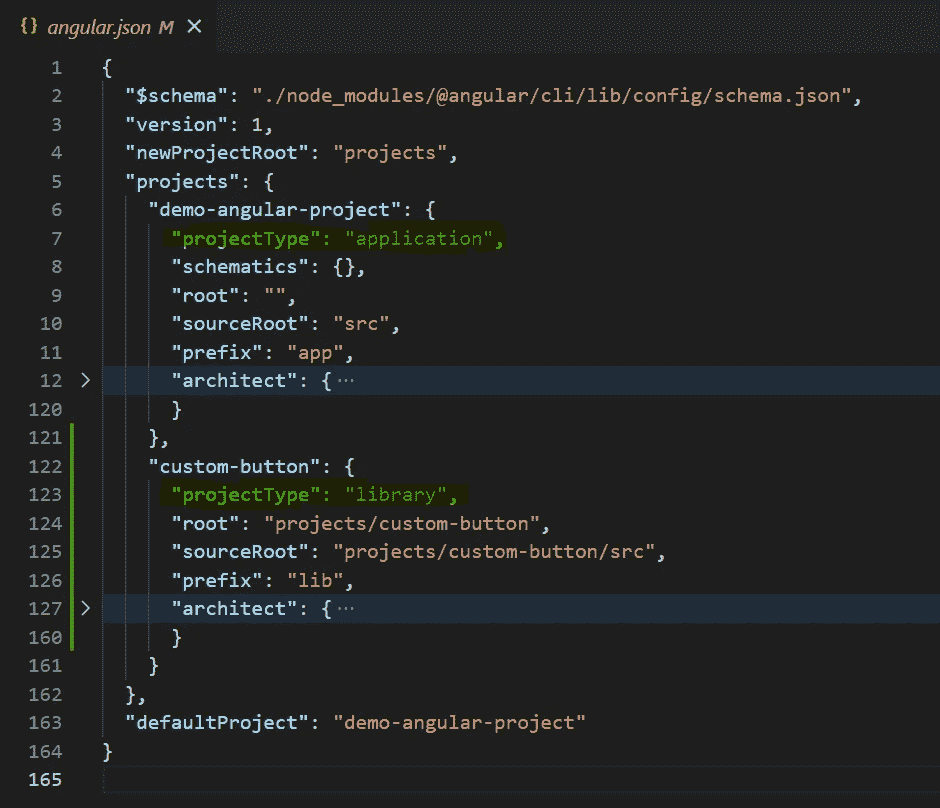 {} angular.json M ×
1 {
2 "$schema": "./node_modules/@angular/cli/lib/config/schema.json",
3 "version": 1,
4 "newProjectRoot": "projects",
5 "projects": {
6 "demo-angular-project": {
7 "projectType": "application",
8 "schematics": {},
9 "root": "",
10 "sourceRoot": "src",
11 "prefix": "app",
12 > "architect": { ···
120 }
121 },
122 "custom-button": {
123 "projectType": "library",
124 "root": "projects/custom-button",
125 "sourceRoot": "projects/custom-button/src",
126 "prefix": "lib",
127 > "architect": { ···
160 }
161 }
162 },
163 "defaultProject": "demo-angular-project"
164 }
165